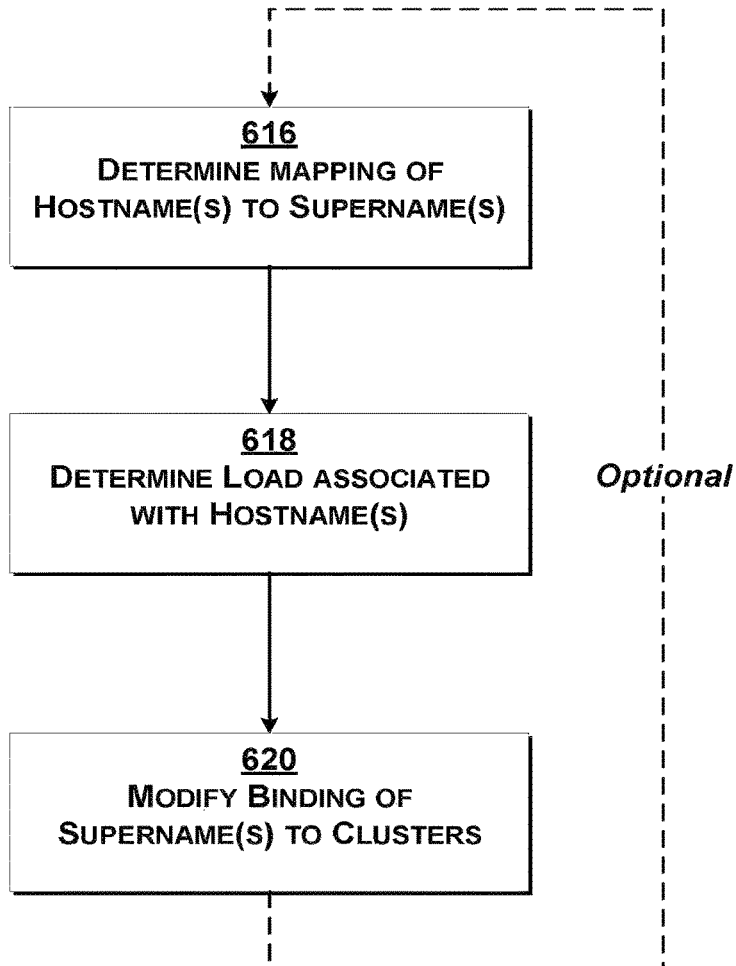 616
DETERMINE MAPPING OF
HOSTNAME(S) TO SUPERNAME(S)
618
DETERMINE LOAD ASSOCIATED
WITH HOSTNAME(S)
Optional
620
MODIFY BINDING OF
SUPERNAME(S) TO CLUSTERS